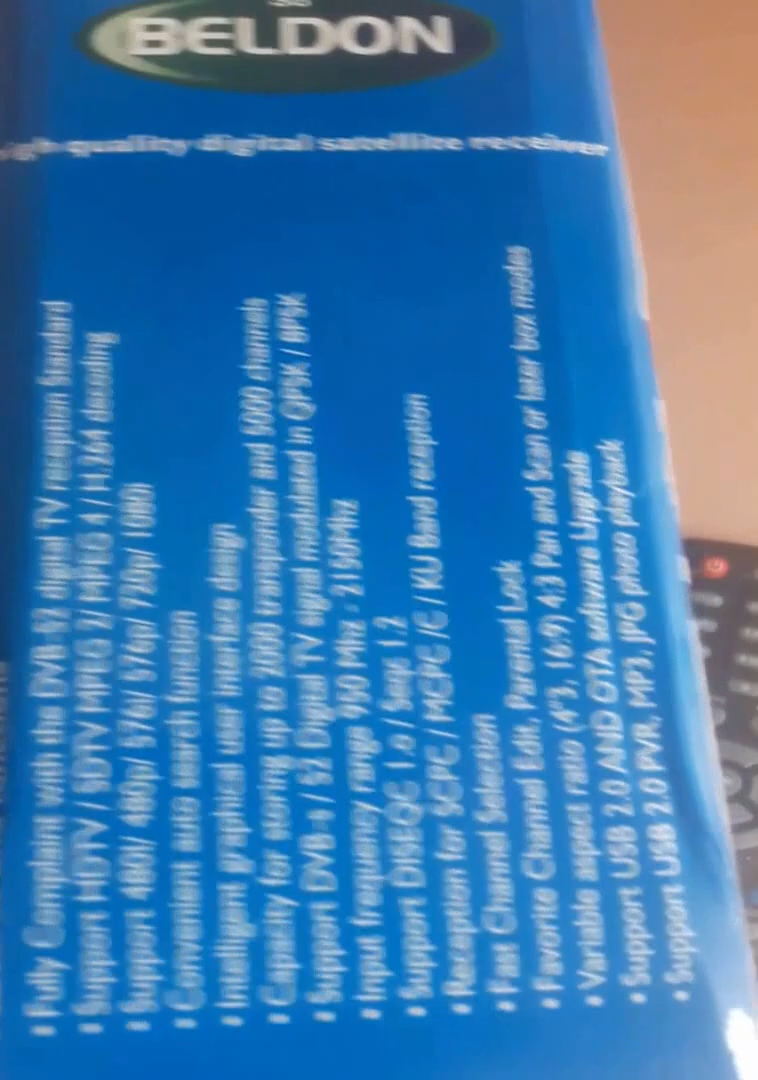 BELDON
quality digital satellite receiver
• Fully Complaint with the DVB-S2 digital TV reception Standard
• Support HDTV / SDTV MPEG 2/ MPEG 4 / H.264 decoding
• Support 480i/ 480p/ 576i/ 576p/ 720p/ 1080i
• Convenient auto search function
• Intelligent graphical user interface design
• Capacity for storing up to 2000 transponder and 5000 channels
• Support DVB-s / S2 Digital TV signal modulated in QPSK / 8PSK
• Input frequency range 950 Mhz - 2150Mhz
• Support DISEQC 1.0 / 1.2
• Reception for SCPC / MCPC /C / KU Band reception
• Fast Channel Selection
• Favorite Channel Edit, Parental Lock
• Variable aspect ratio (4"3, 16:9) 4:3 Pan and Scan or later box modes
• Support USB 2.0 AND OTA software Upgrade
• Support USB 2.0 PVR, MP3, JPG photo playback